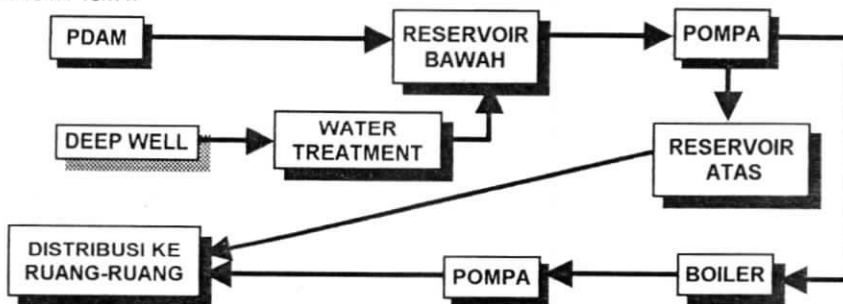 PDAM
RESERVOIR
BAWAH
POMPA
DEEP WELL
WATER
TREATMENT
RESERVOIR
ATAS
DISTRIBUSI KE
RUANG-RUANG
POMPA
BOILER